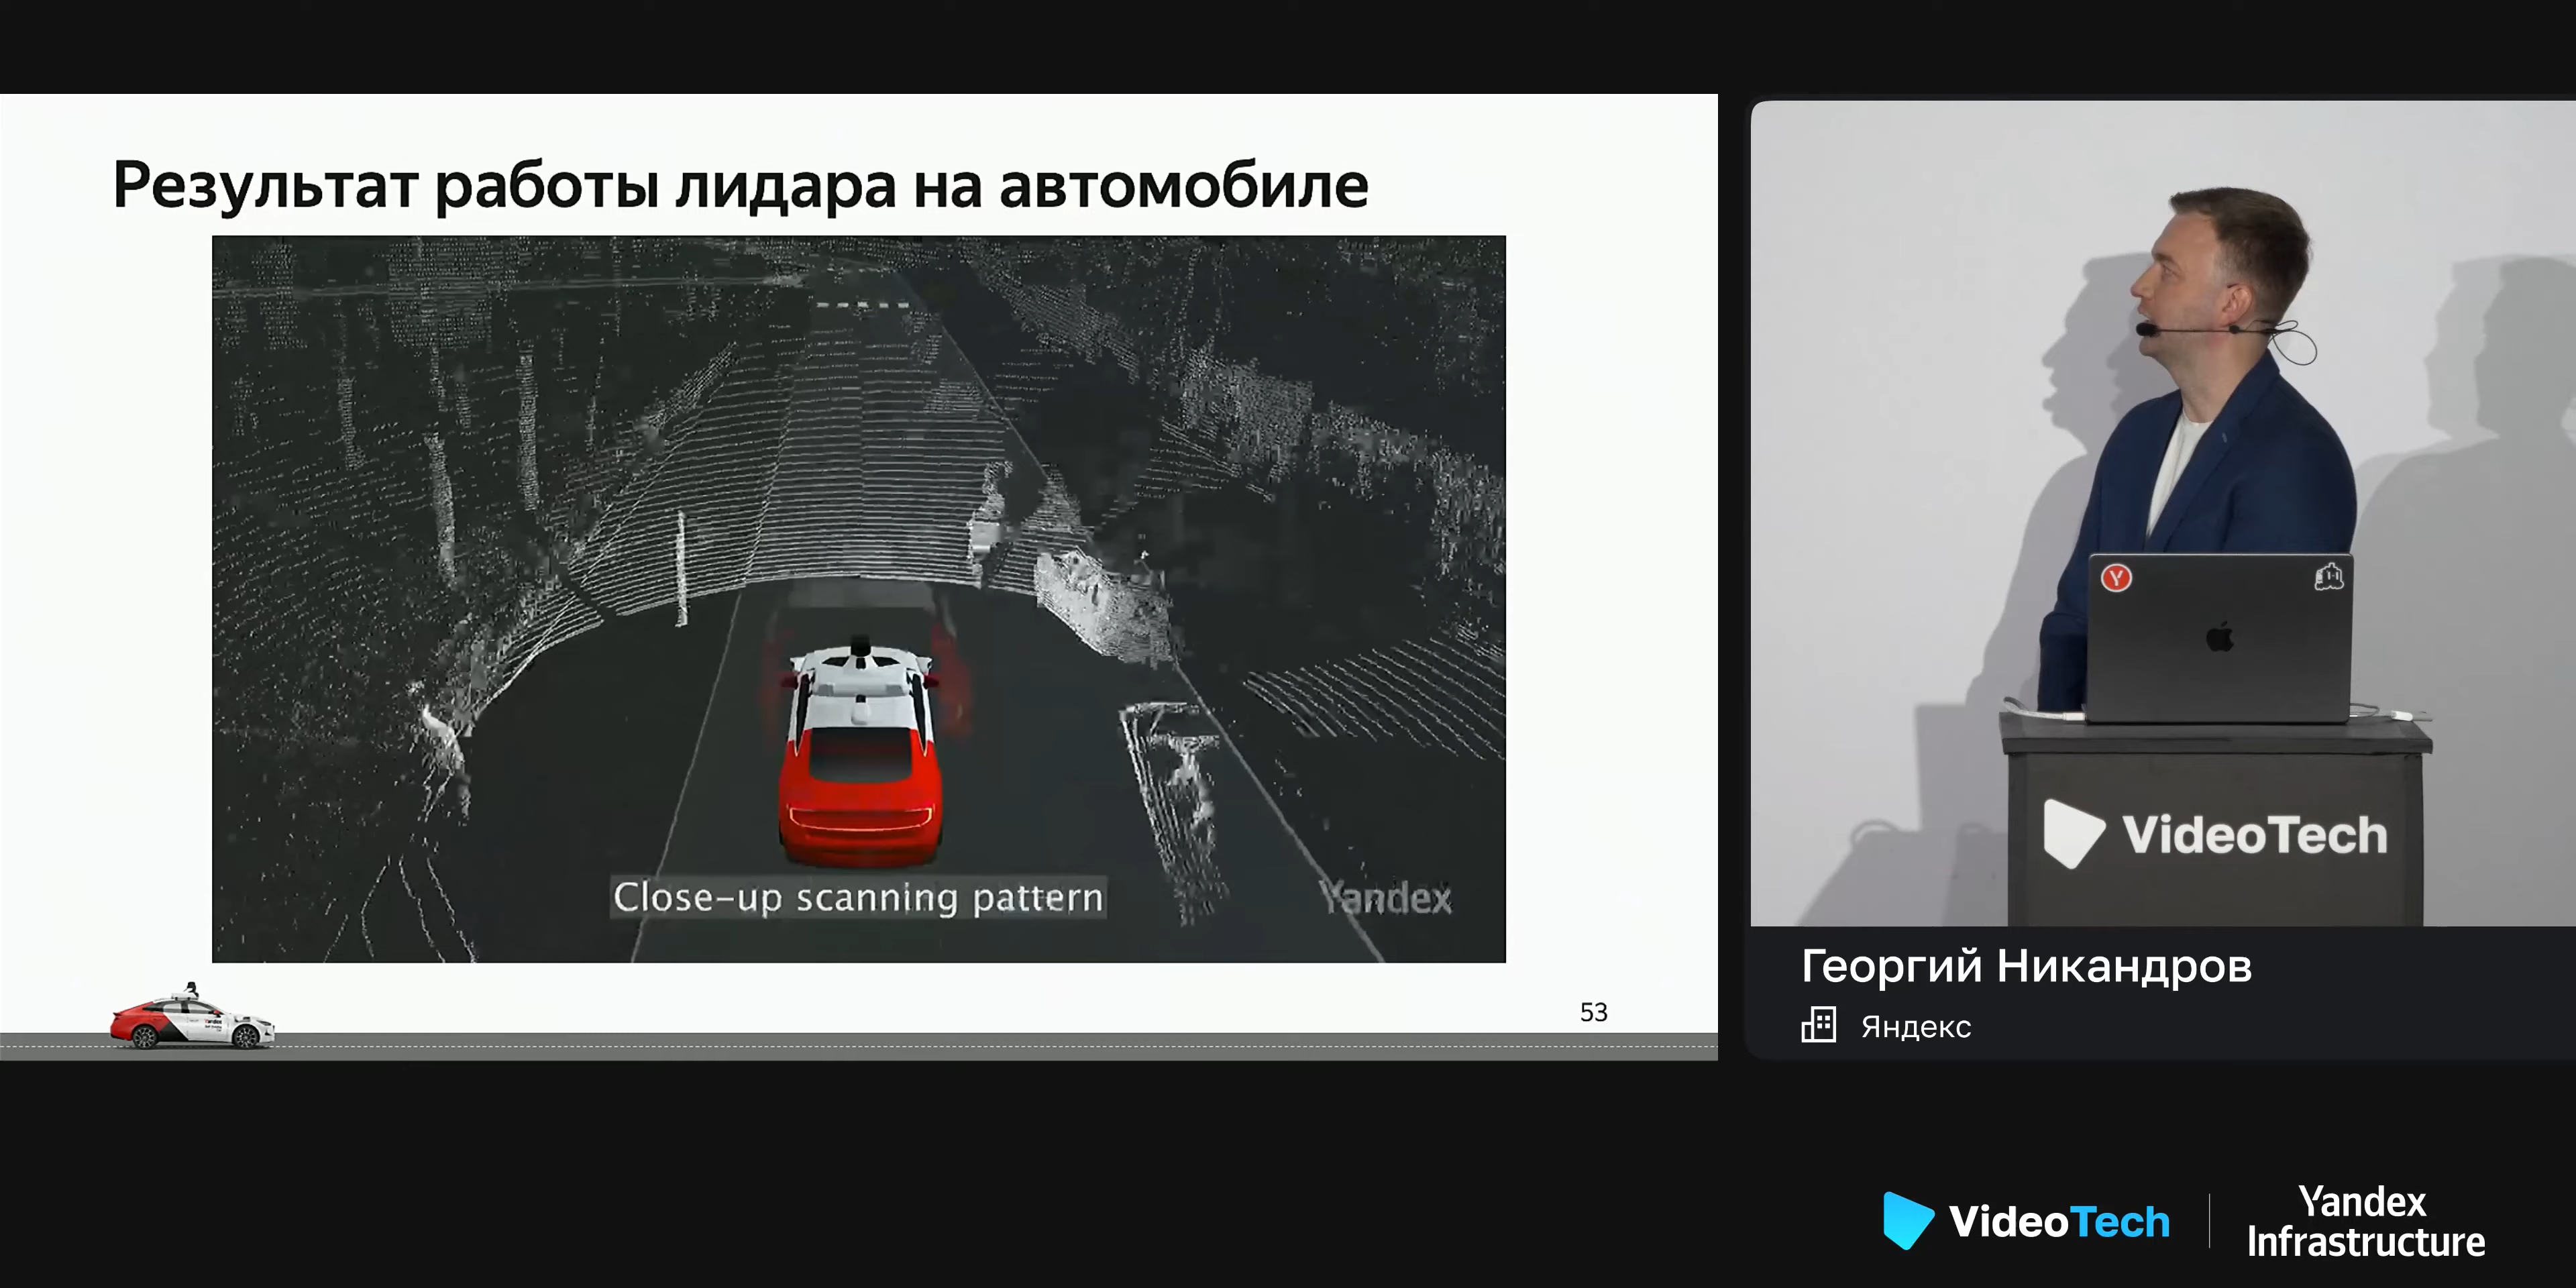 Результат работы лидара на автомобиле
Close-up scanning pattern
Yandex
53
VideoTech
Георгий Никандров
Яндекс
VideoTech
Yandex
Infrastructure